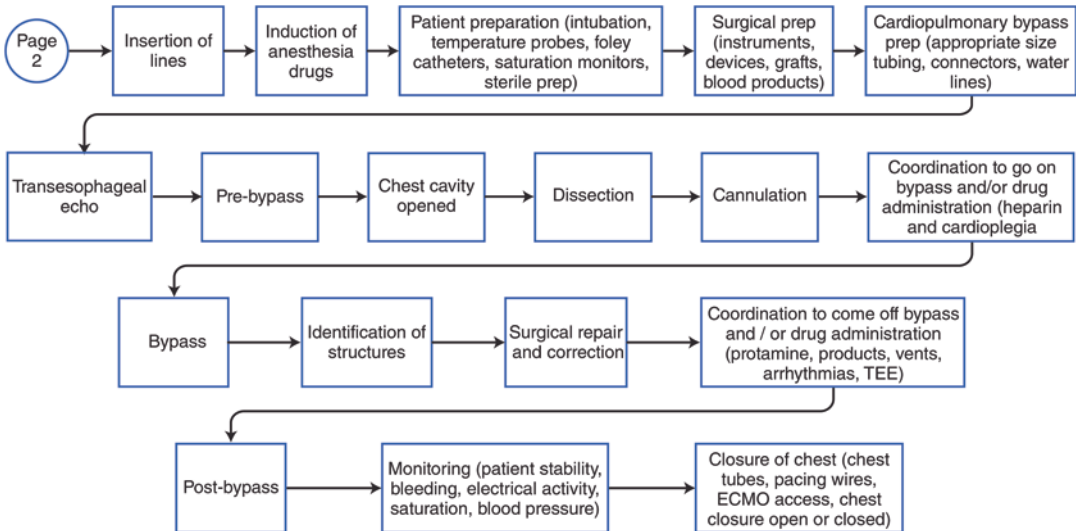 Page
2
Insertion of
lines
Induction of
anesthesia
drugs
Patient preparation (intubation,
temperature probes, foley
catheters, saturation monitors,
sterile prep)
Surgical prep
(instruments,
devices, grafts,
blood products)
Cardiopulmonary bypass
prep (appropriate size
tubing, connectors, water
lines)
Transesophageal
echo
Pre-bypass
Chest cavity
opened
Dissection
Cannulation
Coordination to go on
bypass and/or drug
administration (heparin
and cardioplegia
Bypass
Identification of
structures
Surgical repair
and correction
Coordination to come off bypass
and / or drug administration
(protamine, products, vents,
arrhythmias, TEE)
Post-bypass
Monitoring (patient stability,
bleeding, electrical activity,
saturation, blood pressure)
Closure of chest (chest
tubes, pacing wires,
ECMO access, chest
closure open or closed)